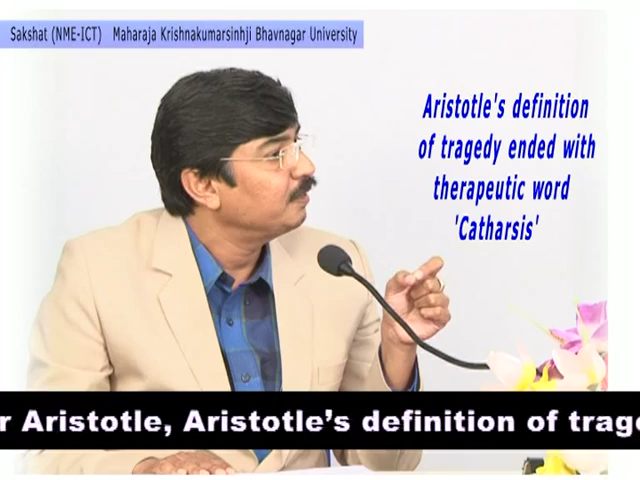 Sakshat (NME-ICT) Maharaja Krishnakumarsinhji Bhavnagar University
Aristotle's definition
of tragedy ended with
therapeutic word
'Catharsis'
Aristotle, Aristotle’s definition of